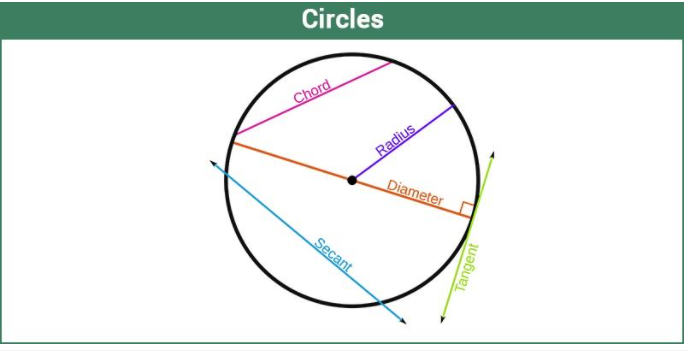 Circles
Chord
Radius
Diameter
Secant
Tangent